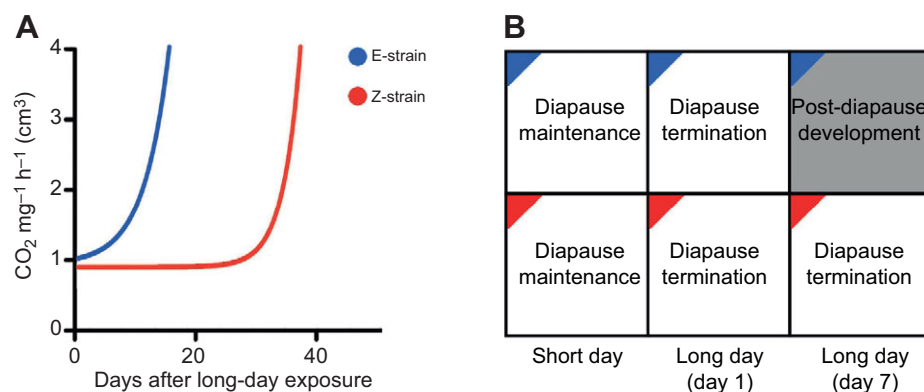 A
CO2 mg–1 h–1 (cm3)
4
3
2
1
0
0
20
40
Days after long-day exposure
E-strain
Z-strain
B
Diapause
maintenance
Diapause
termination
Post-diapause
development
Diapause
maintenance
Diapause
termination
Diapause
termination
Short day
Long day
(day 1)
Long day
(day 7)